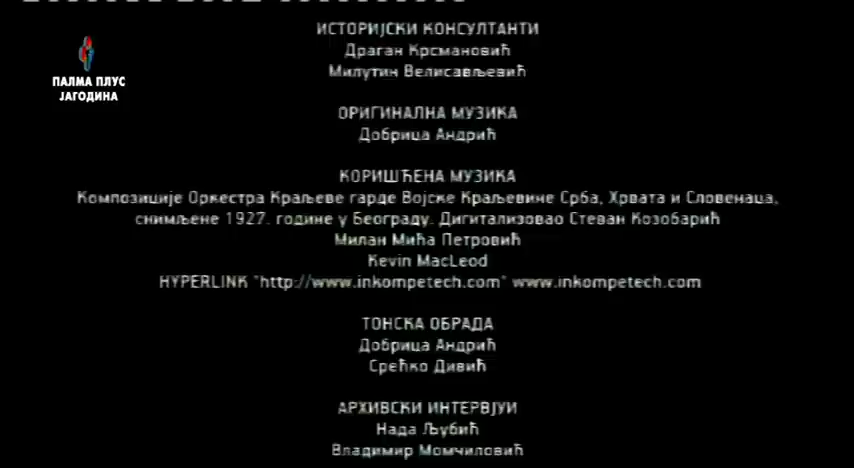 ИСТОРИЈСКИ КОНСУЛТАНТИ
Драган Крсмановић
Милутин Велисављевић
ПАЛМА ПЛУС
ЈАГОДИНА
ОРИГИНАЛНА МУЗИКА
Добрица Андрић
КОРИШЋЕНА МУЗИКА
Композиције Оркестра Краљеве гарде Војске Краљевине Срба, Хрвата и Словенаца,
снимљене 1927. године у Београду. Дигитализовао Стеван Козобарић
Милан Мића Петровић
Kevin MacLeod
HYPERLINK "http://www.inkompetech.com" www.inkompetech.com
ТОНСКА ОБРАДА
Добрица Андрић
Срећко Дивић
АРХИВСКИ ИНТЕРВЈУИ
Нада Љубић
Владимир Момчиловић